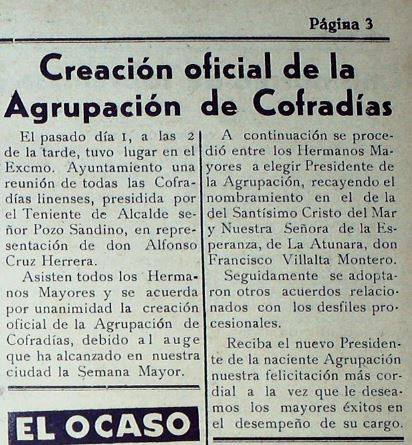 Página 3
Creación oficial de la
Agrupación de Cofradías
El pasado día 1, a las 2
de la tarde, tuvo lugar en el
Excmo. Ayuntamiento una
reunión de todas las Cofra-
días linenses, presidida por
el Teniente de Alcalde se-
ñor Pozo Sandino, en repre-
sentación de don Alfonso
Cruz Herrera.
Asisten todos los Herma-
nos Mayores y se acuerda
por unanimidad la creación
oficial de la Agrupación de
Cofradías, debido al auge
que ha alcanzado en nuestra
ciudad la Semana Mayor.
EL OCASO
A continuación se proce-
dió entre los Hermanos Ma-
yores a elegir Presidente de
la Agrupación, recayendo el
nombramiento en el de la
del Santísimo Cristo del Mar
y Nuestra Señora de la Es-
peranza, de La Atunara, don
Francisco Villalta Montero.
Seguidamente se adopta-
ron otros acuerdos relacio-
nados con los desfiles pro-
cesionales.
Reciba el nuevo Presiden-
te de la naciente Agrupación
nuestra felicitación más cor-
dial a la vez que le desea-
mos los mayores éxitos en
el desempeño de su cargo.